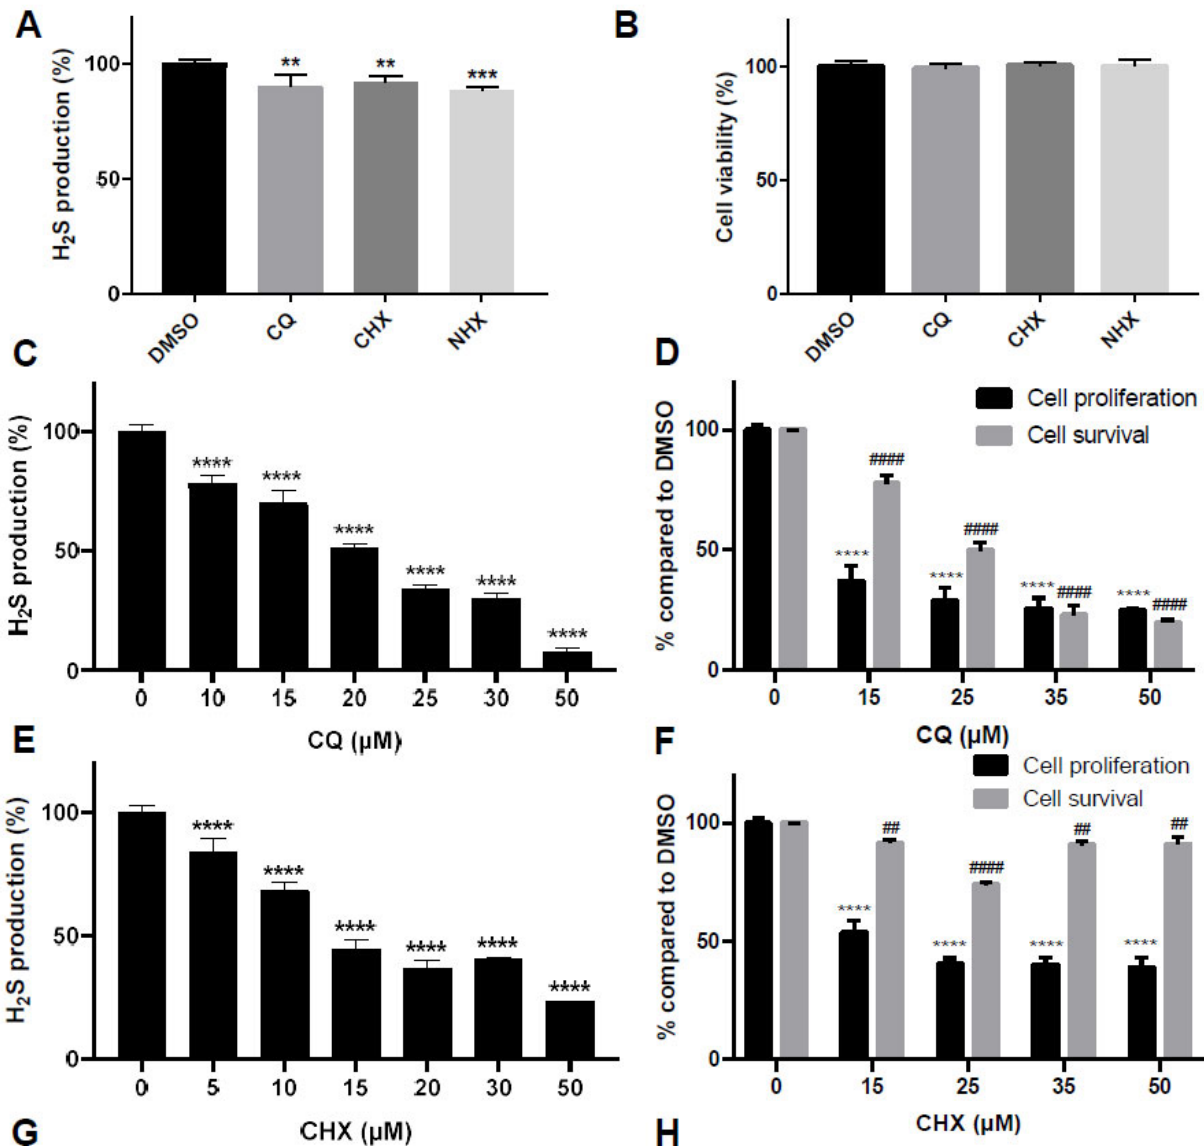 A
B
H₂S production (%)
100
50
0
** ** ***
DMSO CQ CHX NHX
Cell viability (%)
100
50
0
DMSO CQ CHX NHX
C
D
H₂S production (%)
100
50
0
**** **** **** **** **** ****
0 10 15 20 25 30 50
CQ (μM)
% compared to DMSO
100
50
0
Cell proliferation
Cell survival
**** #### **** #### **** #### **** ####
0 15 25 35 50
CQ (μM)
E
F
H₂S production (%)
100
50
0
**** **** **** **** **** ****
0 5 10 15 20 30 50
CHX (μM)
% compared to DMSO
100
50
0
Cell proliferation
Cell survival
**** ## **** #### **** ## **** ##
0 15 25 35 50
CHX (μM)
G
H